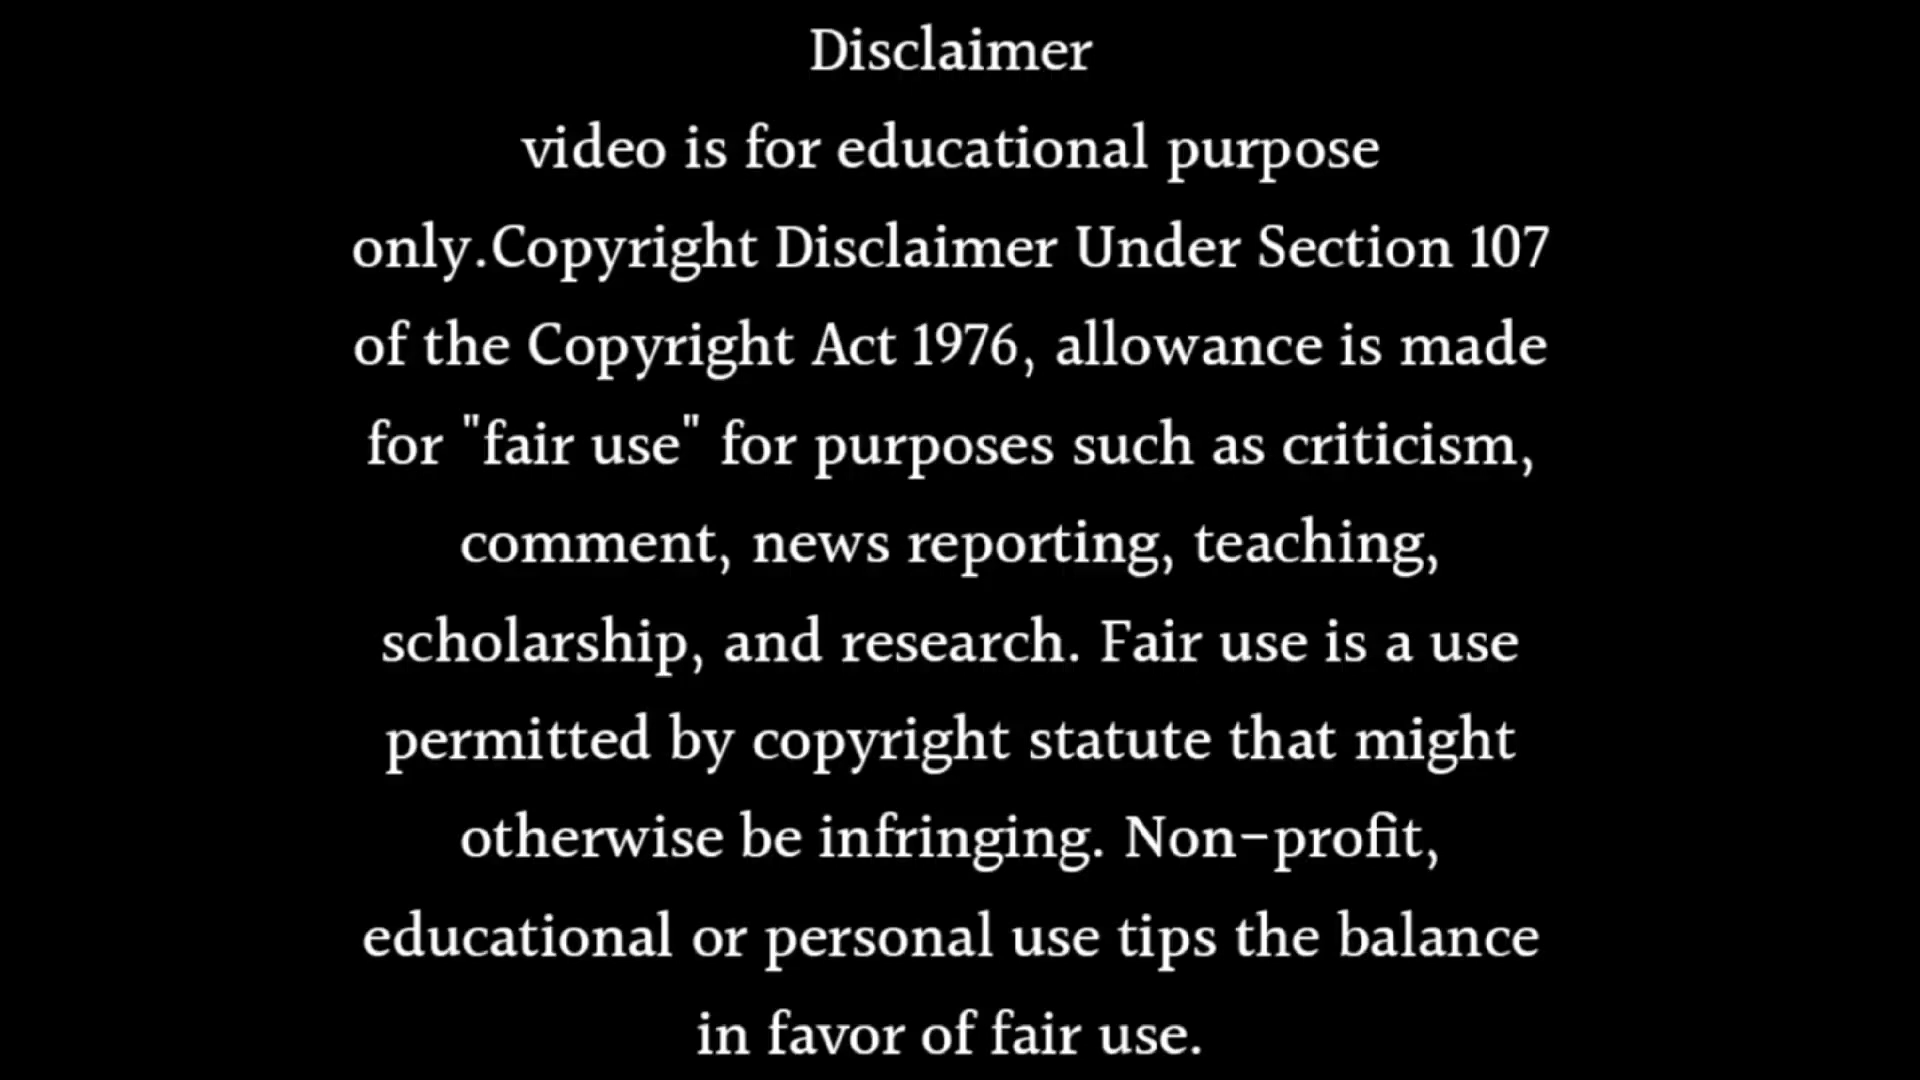 Disclaimer
video is for educational purpose
only.Copyright Disclaimer Under Section 107
of the Copyright Act 1976, allowance is made
for "fair use" for purposes such as criticism,
comment, news reporting, teaching,
scholarship, and research. Fair use is a use
permitted by copyright statute that might
otherwise be infringing. Non-profit,
educational or personal use tips the balance
in favor of fair use.